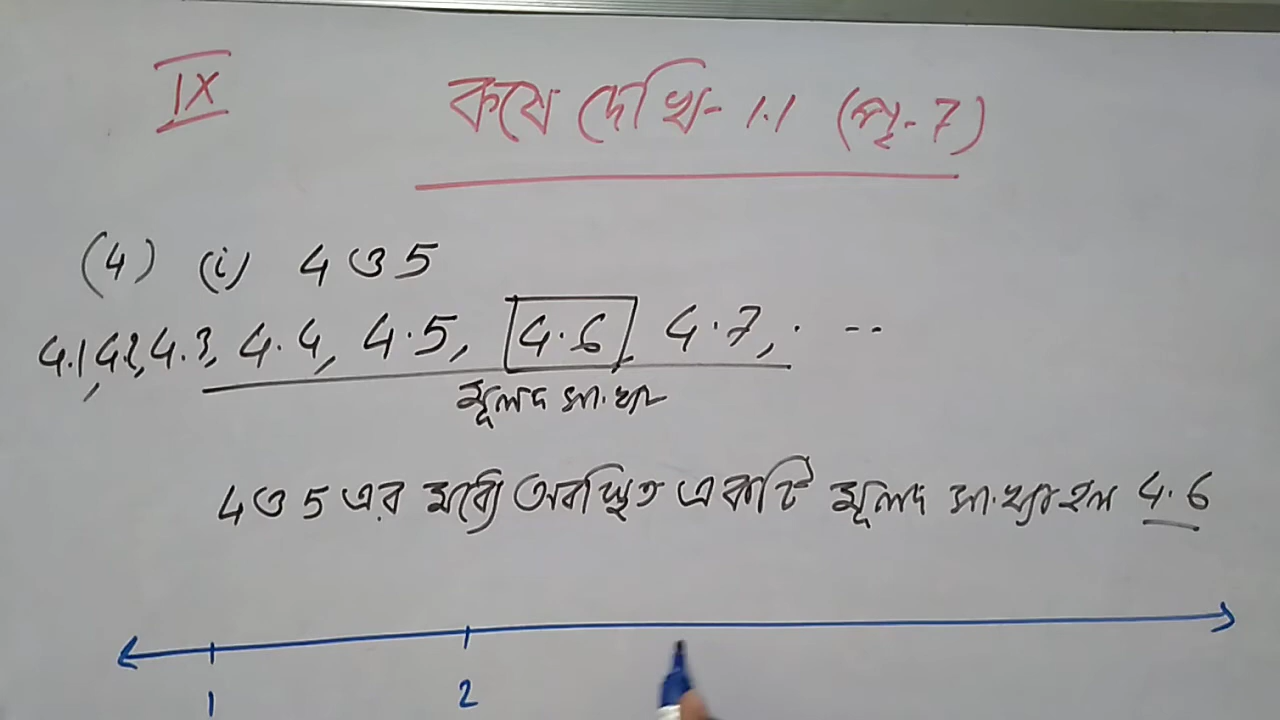 IX
কষে দেখি- 1.1 (পৃ.- 7)
(4) (i) 4 ও 5
4.1, 4.2, 4.3, 4.4, 4.5, 4.6, 4.7, . --
মূলদ সংখ্যা
4 ও 5 এর মধ্যে অবস্থিত একটি মূলদ সংখ্যা হল 4.6
1 2